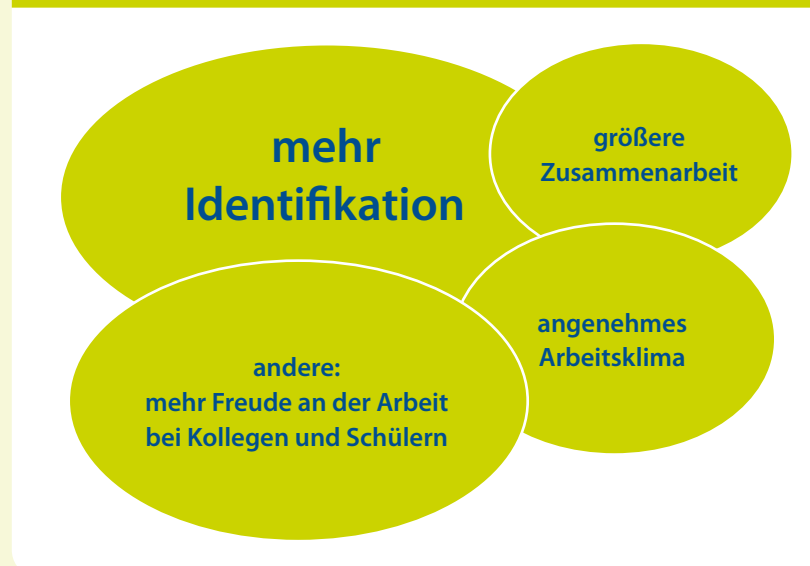 mehr
Identifikation
größere
Zusammenarbeit
angenehmes
Arbeitsklima
andere:
mehr Freude an der Arbeit
bei Kollegen und Schülern